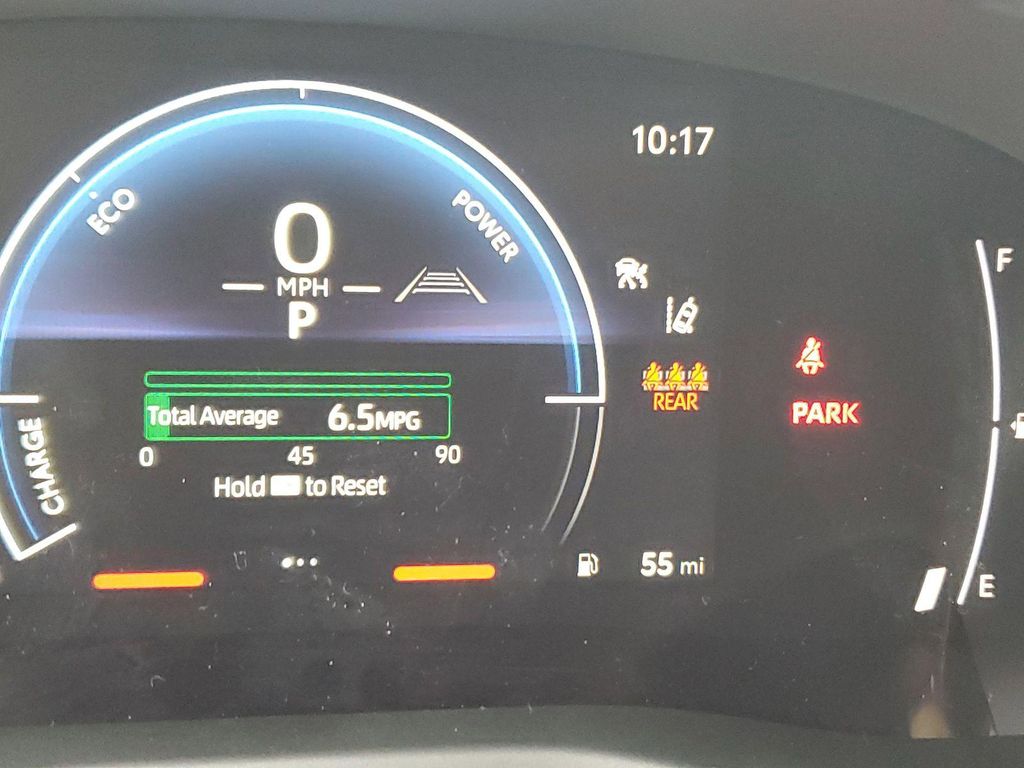 10:17
ECO
POWER
0
MPH
P
F
REAR
PARK
Total Average 6.5MPG
0 45 90
CHARGE
Hold to Reset
55 mi
E